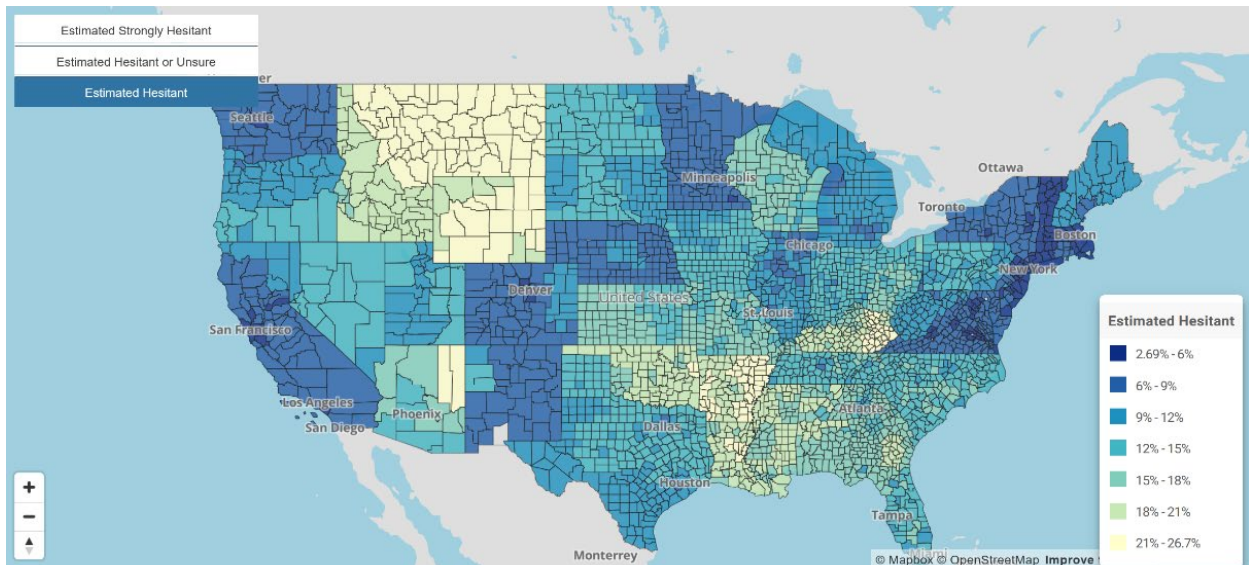 Estimated Strongly Hesitant
Estimated Hesitant or Unsure
Estimated Hesitant
Seattle
Minneapolis
Ottawa
Toronto
Boston
Chicago
New York
Denver
United States
St. Louis
San Francisco
Los Angeles
Phoenix
San Diego
Atlanta
Dallas
Houston
Tampa
Miami
Monterrey
Estimated Hesitant
2.69% - 6%
6% - 9%
9% - 12%
12% - 15%
15% - 18%
18% - 21%
21% - 26.7%
+
−
© Mapbox © OpenStreetMap Improve